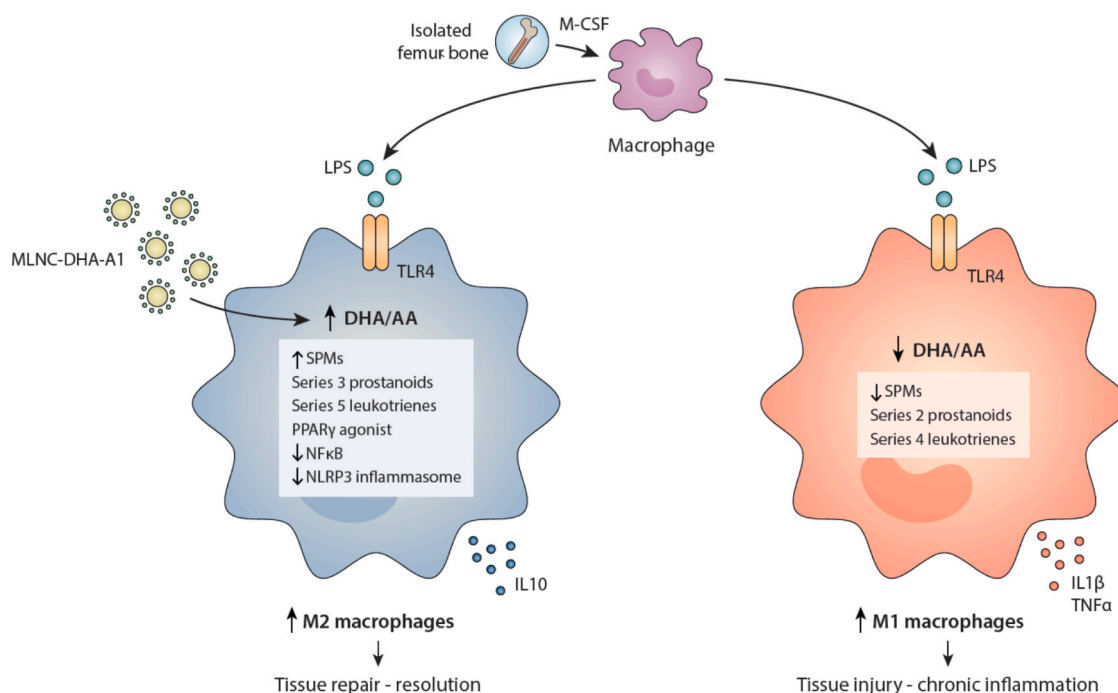 Isolated
femur bone
M-CSF
Macrophage
LPS
LPS
MLNC-DHA-A1
TLR4
TLR4
↑ DHA/AA
↑SPMs
Series 3 prostanoids
Series 5 leukotrienes
PPARγ agonist
↓NFκB
↓NLRP3 inflammasome
↓ DHA/AA
↓SPMs
Series 2 prostanoids
Series 4 leukotrienes
IL10
IL1β
TNFα
↑ M2 macrophages
↑ M1 macrophages
Tissue repair - resolution
Tissue injury - chronic inflammation